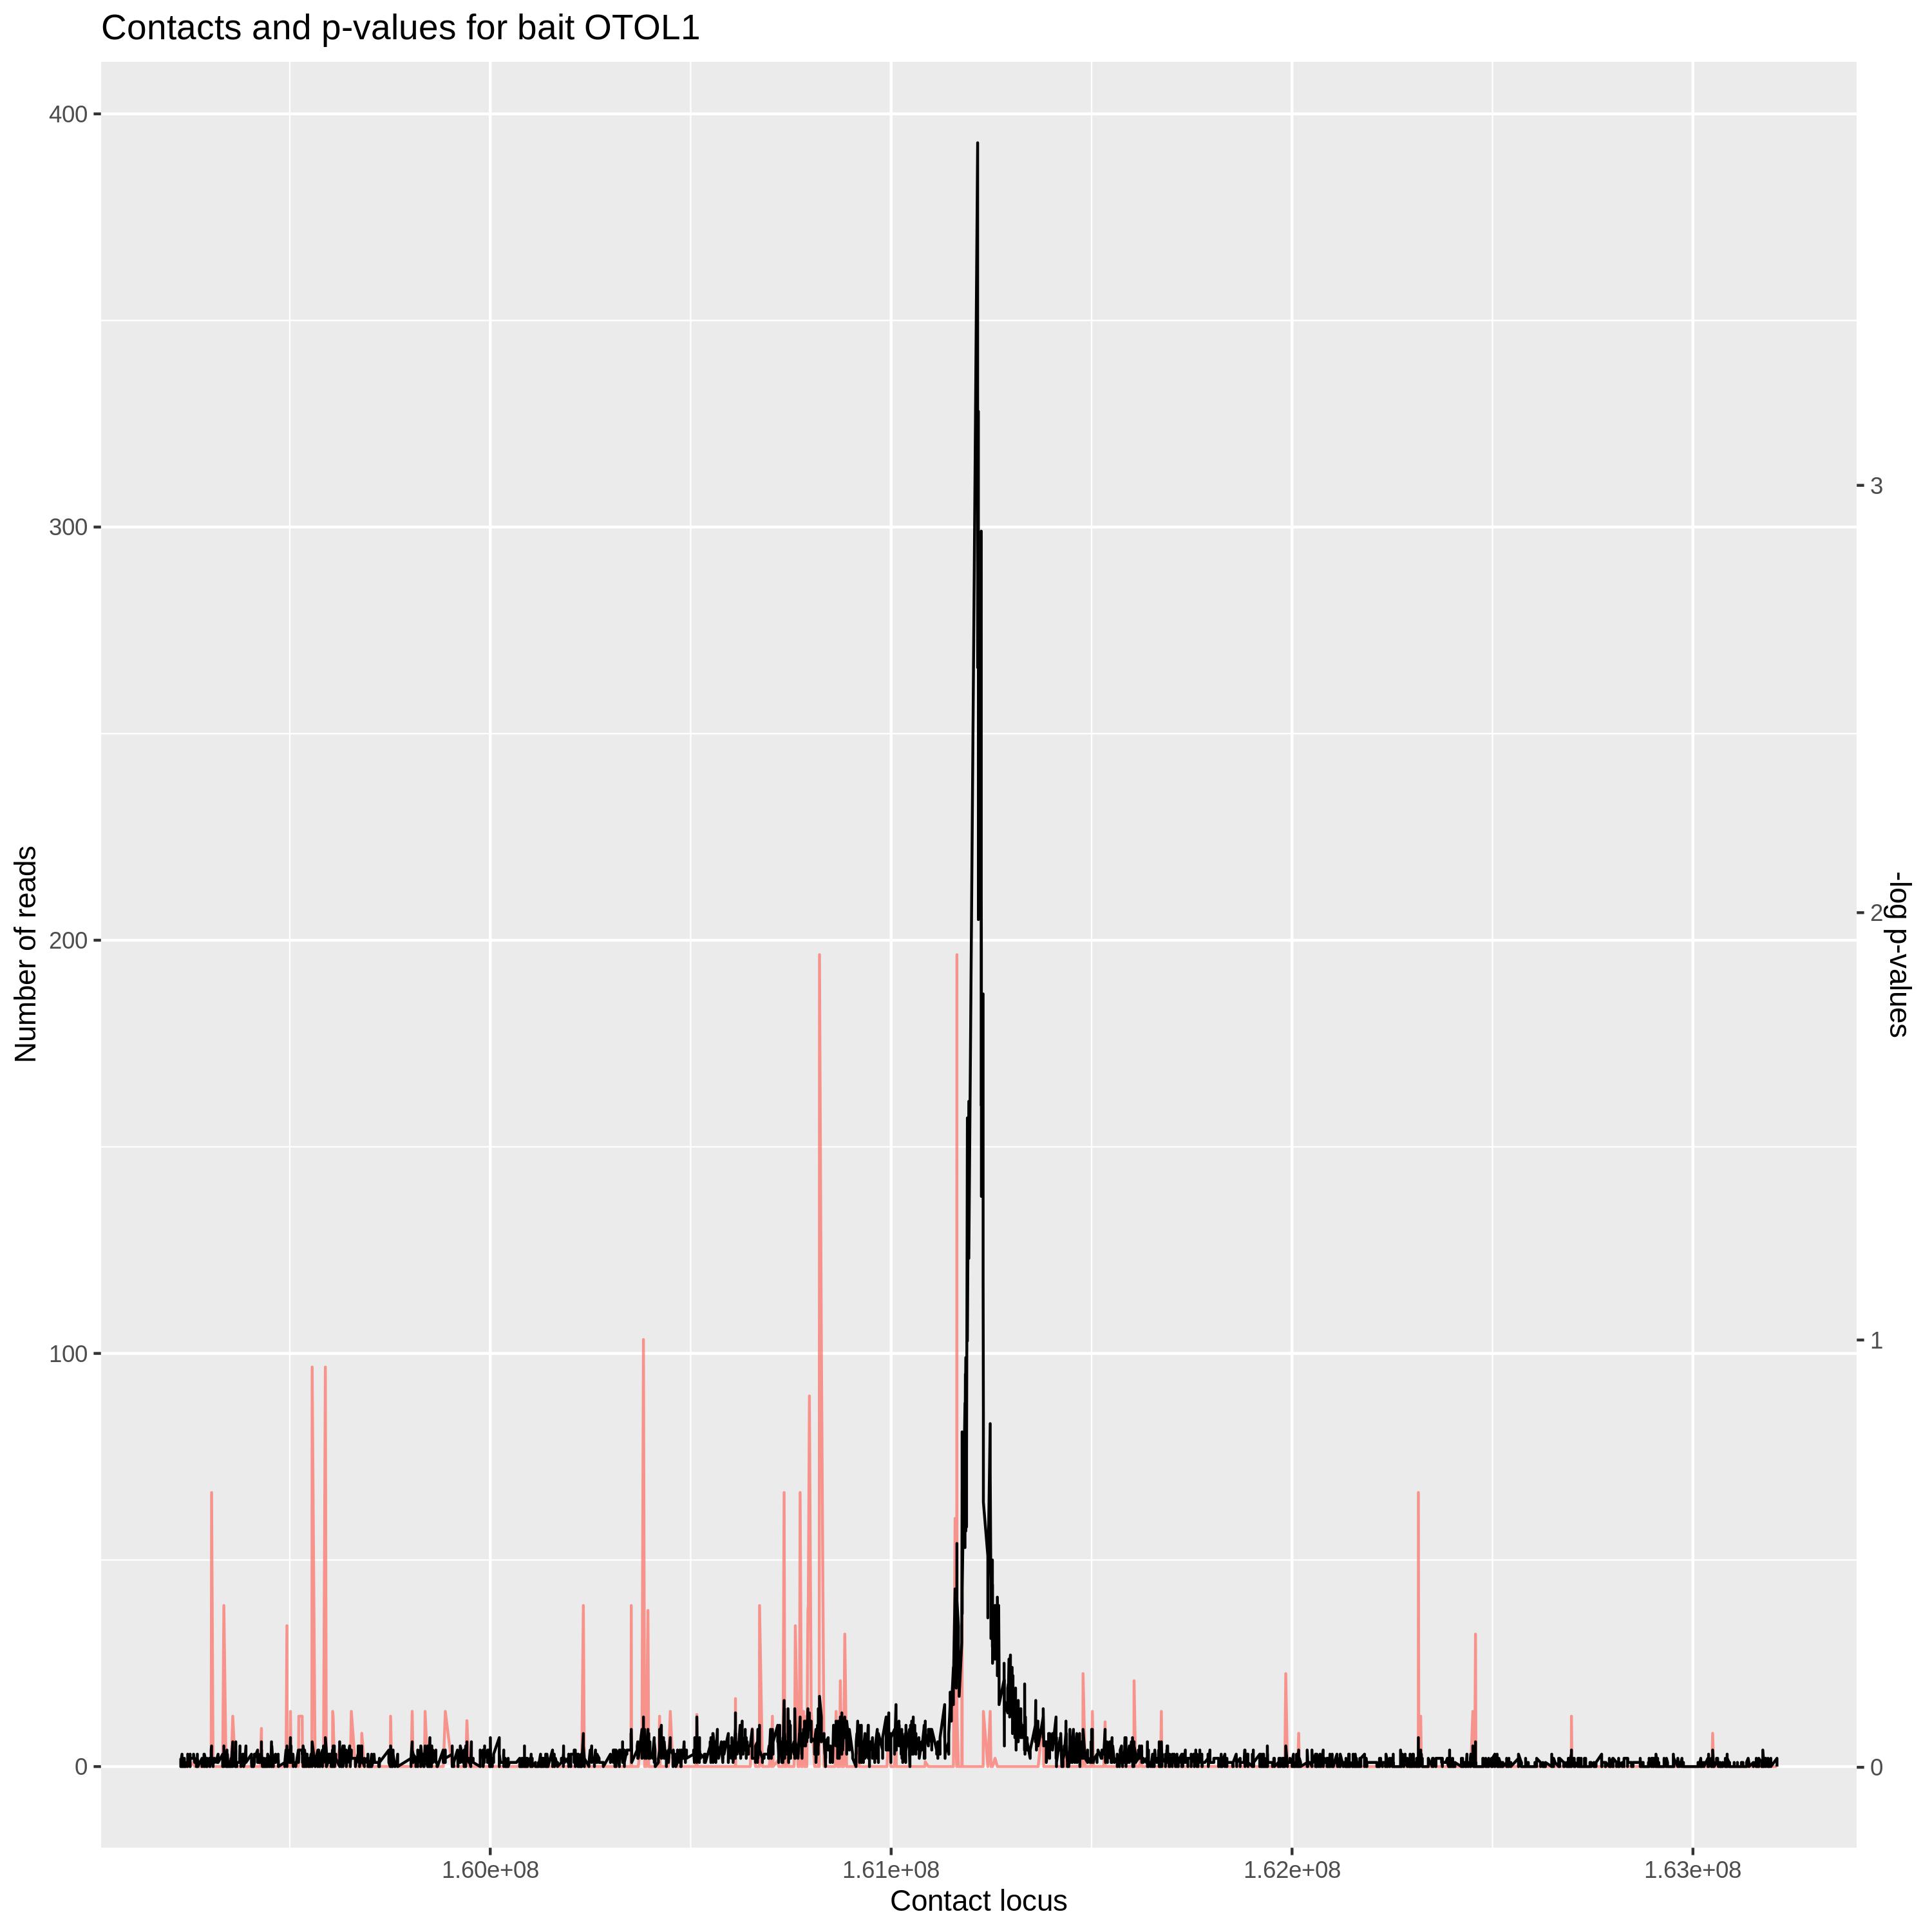 Contacts and p-values for bait OTOL1
400
300
200
100
0
Number of reads
3
2
1
0
-log p-values
1.60e+08
1.61e+08
1.62e+08
1.63e+08
Contact locus